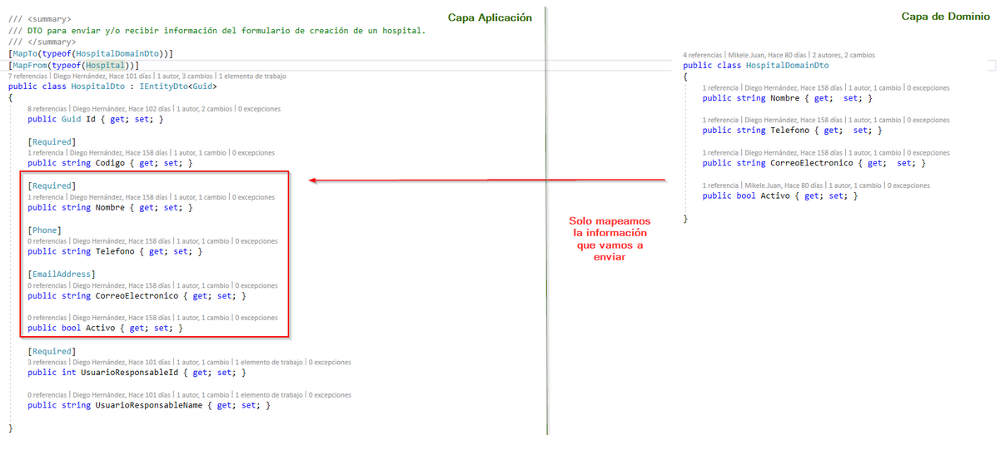 Capa Aplicación
/// <summary>
/// DTO para enviar y/o recibir información del formulario de creación de un hospital.
/// </summary>
[MapTo(typeof(HospitalDomainDto))]
[MapFrom(typeof(Hospital))]
7 referencias | Diego Hernández, Hace 101 días | 1 autor, 3 cambios | 1 elemento de trabajo
public class HospitalDto : IEntityDto<Guid>
{
8 referencias | Diego Hernández, Hace 102 días | 1 autor, 2 cambios | 0 excepciones
public Guid Id { get; set; }
[Required]
1 referencia | Diego Hernández, Hace 158 días | 1 autor, 1 cambio | 0 excepciones
public string Codigo { get; set; }
[Required]
1 referencia | Diego Hernández, Hace 158 días | 1 autor, 1 cambio | 0 excepciones
public string Nombre { get; set; }
[Phone]
0 referencias | Diego Hernández, Hace 158 días | 1 autor, 1 cambio | 0 excepciones
public string Telefono { get; set; }
[EmailAddress]
0 referencias | Diego Hernández, Hace 158 días | 1 autor, 1 cambio | 0 excepciones
public string CorreoElectronico { get; set; }
0 referencias | Diego Hernández, Hace 158 días | 1 autor, 1 cambio | 0 excepciones
public bool Activo { get; set; }
[Required]
3 referencias | Diego Hernández, Hace 101 días | 1 autor, 1 cambio | 1 elemento de trabajo | 0 excepciones
public int UsuarioResponsableId { get; set; }
0 referencias | Diego Hernández, Hace 101 días | 1 autor, 1 cambio | 1 elemento de trabajo | 0 excepciones
public string UsuarioResponsableName { get; set; }
}
Solo mapeamos
la información
que vamos a
enviar
Capa de Dominio
4 referencias | Mikele.Juan, Hace 80 días | 2 autores, 2 cambios
public class HospitalDomainDto
{
1 referencia | Diego Hernández, Hace 158 días | 1 autor, 1 cambio | 0 excepciones
public string Nombre { get;  set; }
1 referencia | Diego Hernández, Hace 158 días | 1 autor, 1 cambio | 0 excepciones
public string Telefono { get;  set; }
1 referencia | Diego Hernández, Hace 158 días | 1 autor, 1 cambio | 0 excepciones
public string CorreoElectronico { get;  set; }
1 referencia | Mikele.Juan, Hace 80 días | 1 autor, 1 cambio | 0 excepciones
public bool Activo { get; set; }
}